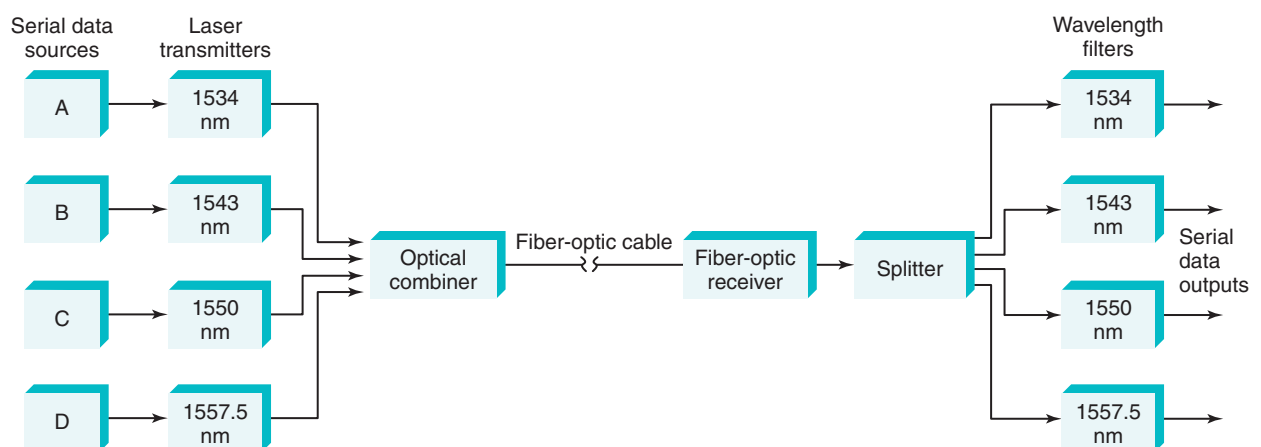 Serial data
sources
Laser
transmitters
Wavelength
filters
A
1534
nm
1534
nm
B
1543
nm
1543
nm
Optical
combiner
Fiber-optic cable
Fiber-optic
receiver
Splitter
Serial
data
outputs
C
1550
nm
1550
nm
D
1557.5
nm
1557.5
nm